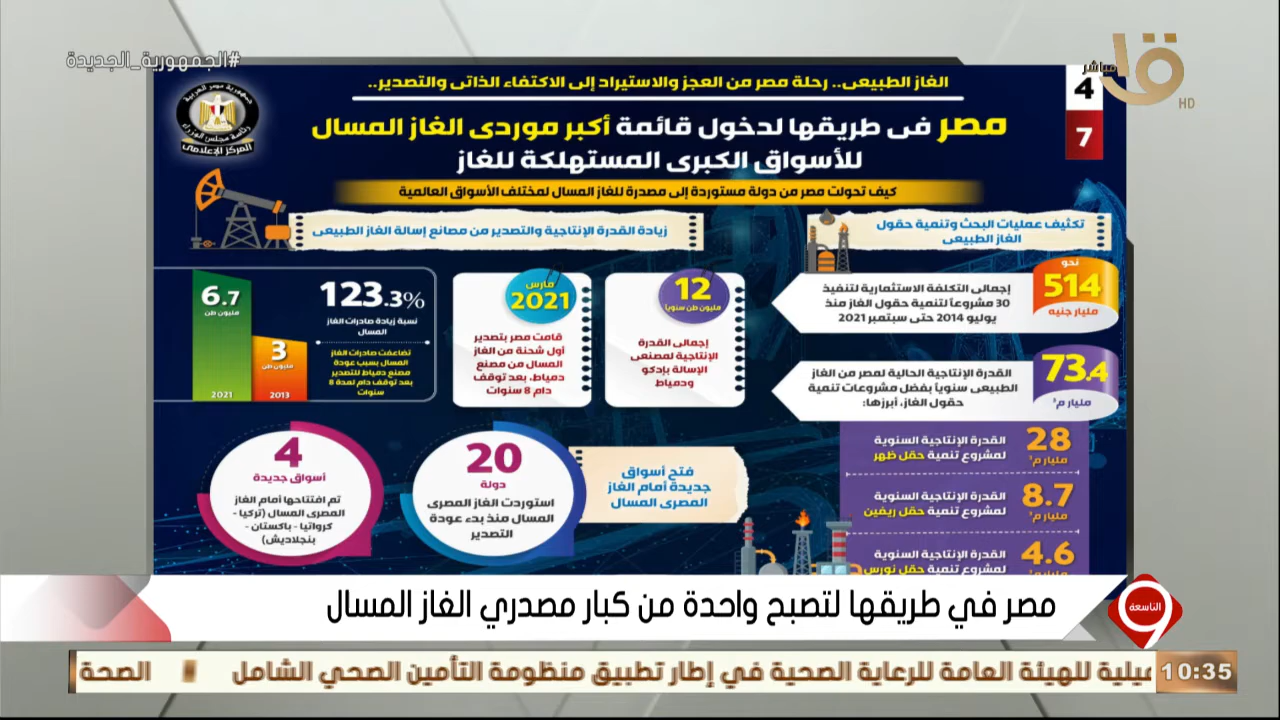 #الجمهورية_الجديدة
مباشر
HD
4
7
جمهورية مصر العربية
رئاسة مجلس الوزراء
المركز الإعلامى
الغاز الطبيعى.. رحلة مصر من العجز والاستيراد إلى الاكتفاء الذاتى والتصدير..
مصر فى طريقها لدخول قائمة أكبر موردى الغاز المسال
للأسواق الكبرى المستهلكة للغاز
كيف تحولت مصر من دولة مستوردة إلى مصدرة للغاز المسال لمختلف الأسواق العالمية
تكثيف عمليات البحث وتنمية حقول
الغاز الطبيعى
نحو
514
مليار جنيه
إجمالى التكلفة الاستثمارية لتنفيذ
30 مشروعاً لتنمية حقول الغاز منذ
يوليو 2014 حتى سبتمبر 2021
73.4
مليار م³
القدرة الإنتاجية الحالية لمصر من الغاز
الطبيعى سنوياً بفضل مشروعات تنمية
حقول الغاز، أبرزها:
28
مليار م³
القدرة الإنتاجية السنوية
لمشروع تنمية حقل ظهر
8.7
مليار م³
القدرة الإنتاجية السنوية
لمشروع تنمية حقل ريفين
4.6
القدرة الإنتاجية السنوية
لمشروع تنمية حقل نورس
زيادة القدرة الإنتاجية والتصدير من مصانع إسالة الغاز الطبيعى
12
مليون طن سنوياً
إجمالى القدرة
الإنتاجية لمصنعى
الإسالة بإدكو
ودمياط
مارس
2021
قامت مصر بتصدير
أول شحنة من الغاز
المسال من مصنع
دمياط، بعد توقف
دام 8 سنوات
123.3%
نسبة زيادة صادرات الغاز
المسال
تضاعفت صادرات الغاز
المسال بسبب عودة
مصنع دمياط للتصدير
بعد توقف دام لمدة 8
سنوات
6.7
مليون طن
2021
3
مليون طن
2013
فتح أسواق
جديدة أمام الغاز
المصرى المسال
20
دولة
استوردت الغاز المصرى
المسال منذ بدء عودة
التصدير
4
أسواق جديدة
تم افتتاحها أمام الغاز
المصرى المسال (تركيا -
كرواتيا - باكستان -
بنجلاديش)
التاسعة
مصر في طريقها لتصبح واحدة من كبار مصدري الغاز المسال
10:35
ميلية للهيئة العامة للرعاية الصحية في إطار تطبيق منظومة التأمين الصحي الشامل
الصحة